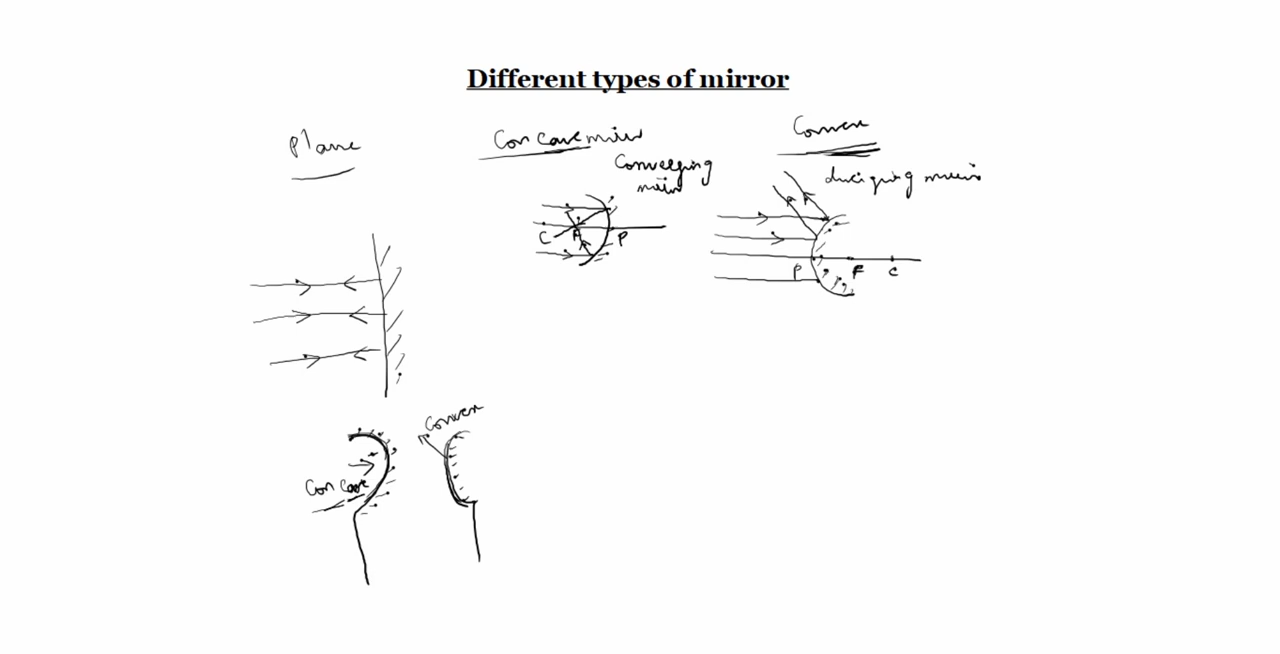 Different types of mirror
Plane
Concave mirror
Converging
mirror
Convex
diverging mirror
C F P
P F C
Convex
Concave